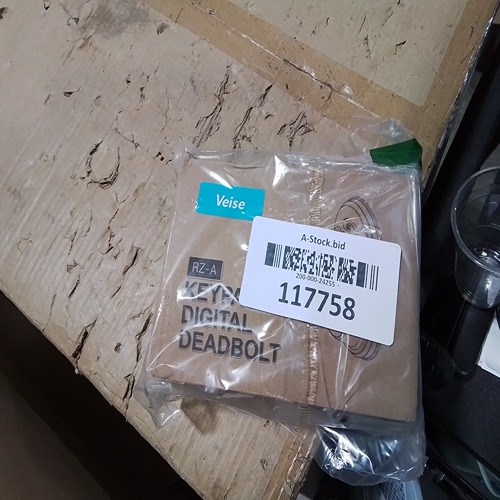 Veise
RZ-A
KEYPA
DIGITAL
DEADBOLT
A-Stock.bid
200-000-24255
117758